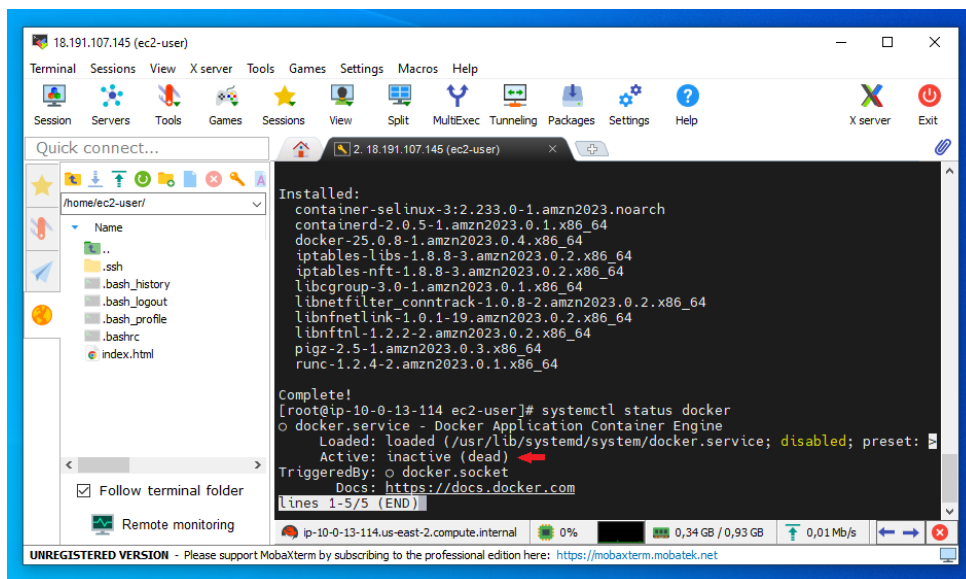 18.191.107.145 (ec2-user)
Terminal Sessions View X server Tools Games Settings Macros Help
Session Servers Tools Games Sessions View Split MultiExec Tunneling Packages Settings Help X server Exit
Quick connect...
2. 18.191.107.145 (ec2-user)
/home/ec2-user/
Name
..
.ssh
.bash_history
.bash_logout
.bash_profile
.bashrc
index.html
Follow terminal folder
Remote monitoring
Installed:
container-selinux-3:2.233.0-1.amzn2023.noarch
containerd-2.0.5-1.amzn2023.0.1.x86_64
docker-25.0.8-1.amzn2023.0.4.x86_64
iptables-libs-1.8.8-3.amzn2023.0.2.x86_64
iptables-nft-1.8.8-3.amzn2023.0.2.x86_64
libcgroup-3.0-1.amzn2023.0.1.x86_64
libnetfilter_conntrack-1.0.8-2.amzn2023.0.2.x86_64
libnfnetlink-1.0.1-19.amzn2023.0.2.x86_64
libnftnl-1.2.2-2.amzn2023.0.2.x86_64
pigz-2.5-1.amzn2023.0.3.x86_64
runc-1.2.4-2.amzn2023.0.1.x86_64
Complete!
[root@ip-10-0-13-114 ec2-user]# systemctl status docker
○ docker.service - Docker Application Container Engine
Loaded: loaded (/usr/lib/systemd/system/docker.service; disabled; preset: >
Active: inactive (dead)
TriggeredBy: ○ docker.socket
Docs: https://docs.docker.com
lines 1-5/5 (END)
ip-10-0-13-114.us-east-2.compute.internal 0% 0,34 GB / 0,93 GB 0,01 Mb/s
UNREGISTERED VERSION - Please support MobaXterm by subscribing to the professional edition here: https://mobaxterm.mobatek.net